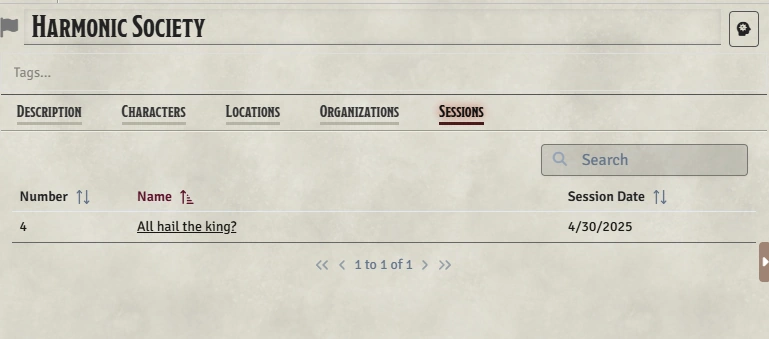 Harmonic Society
Tags...
Description Characters Locations Organizations Sessions
Search
Number Name Session Date
4 All hail the king? 4/30/2025
1 to 1 of 1